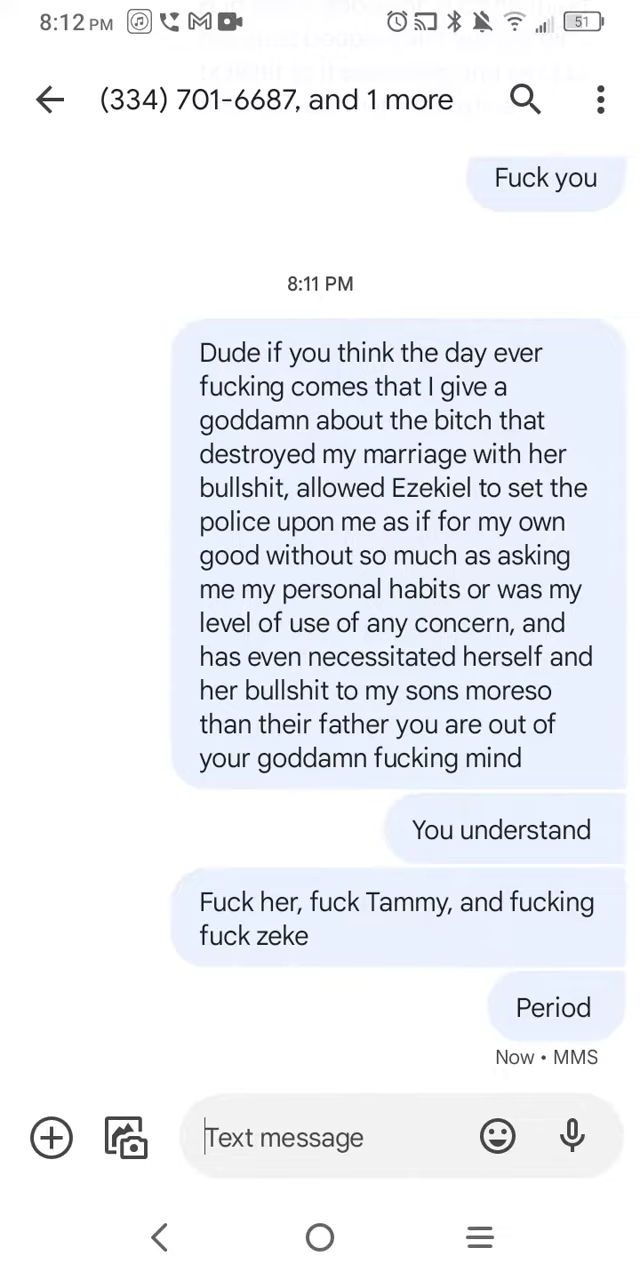 8:12 PM
51
(334) 701-6687, and 1 more
Fuck you
8:11 PM
Dude if you think the day ever
fucking comes that I give a
goddamn about the bitch that
destroyed my marriage with her
bullshit, allowed Ezekiel to set the
police upon me as if for my own
good without so much as asking
me my personal habits or was my
level of use of any concern, and
has even necessitated herself and
her bullshit to my sons moreso
than their father you are out of
your goddamn fucking mind
You understand
Fuck her, fuck Tammy, and fucking
fuck zeke
Period
Now • MMS
Text message